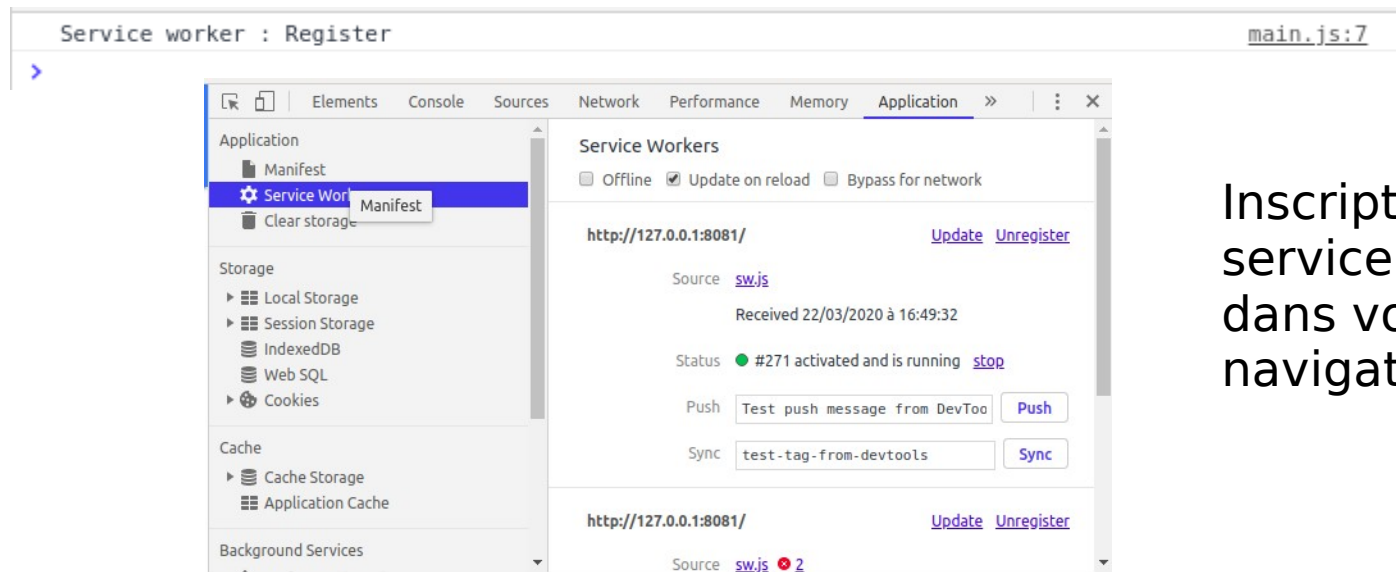 Service worker : Register main.js:7
>
Elements Console Sources Network Performance Memory Application »
Application
Manifest
Service Wor
Manifest
Clear storage
Storage
Local Storage
Session Storage
IndexedDB
Web SQL
Cookies
Cache
Cache Storage
Application Cache
Background Services
Service Workers
Offline Update on reload Bypass for network
http://127.0.0.1:8081/ Update Unregister
Source sw.js
Received 22/03/2020 à 16:49:32
Status #271 activated and is running stop
Push Test push message from DevToo Push
Sync test-tag-from-devtools Sync
http://127.0.0.1:8081/ Update Unregister
Source sw.js 2
Inscript
service
dans vo
navigat